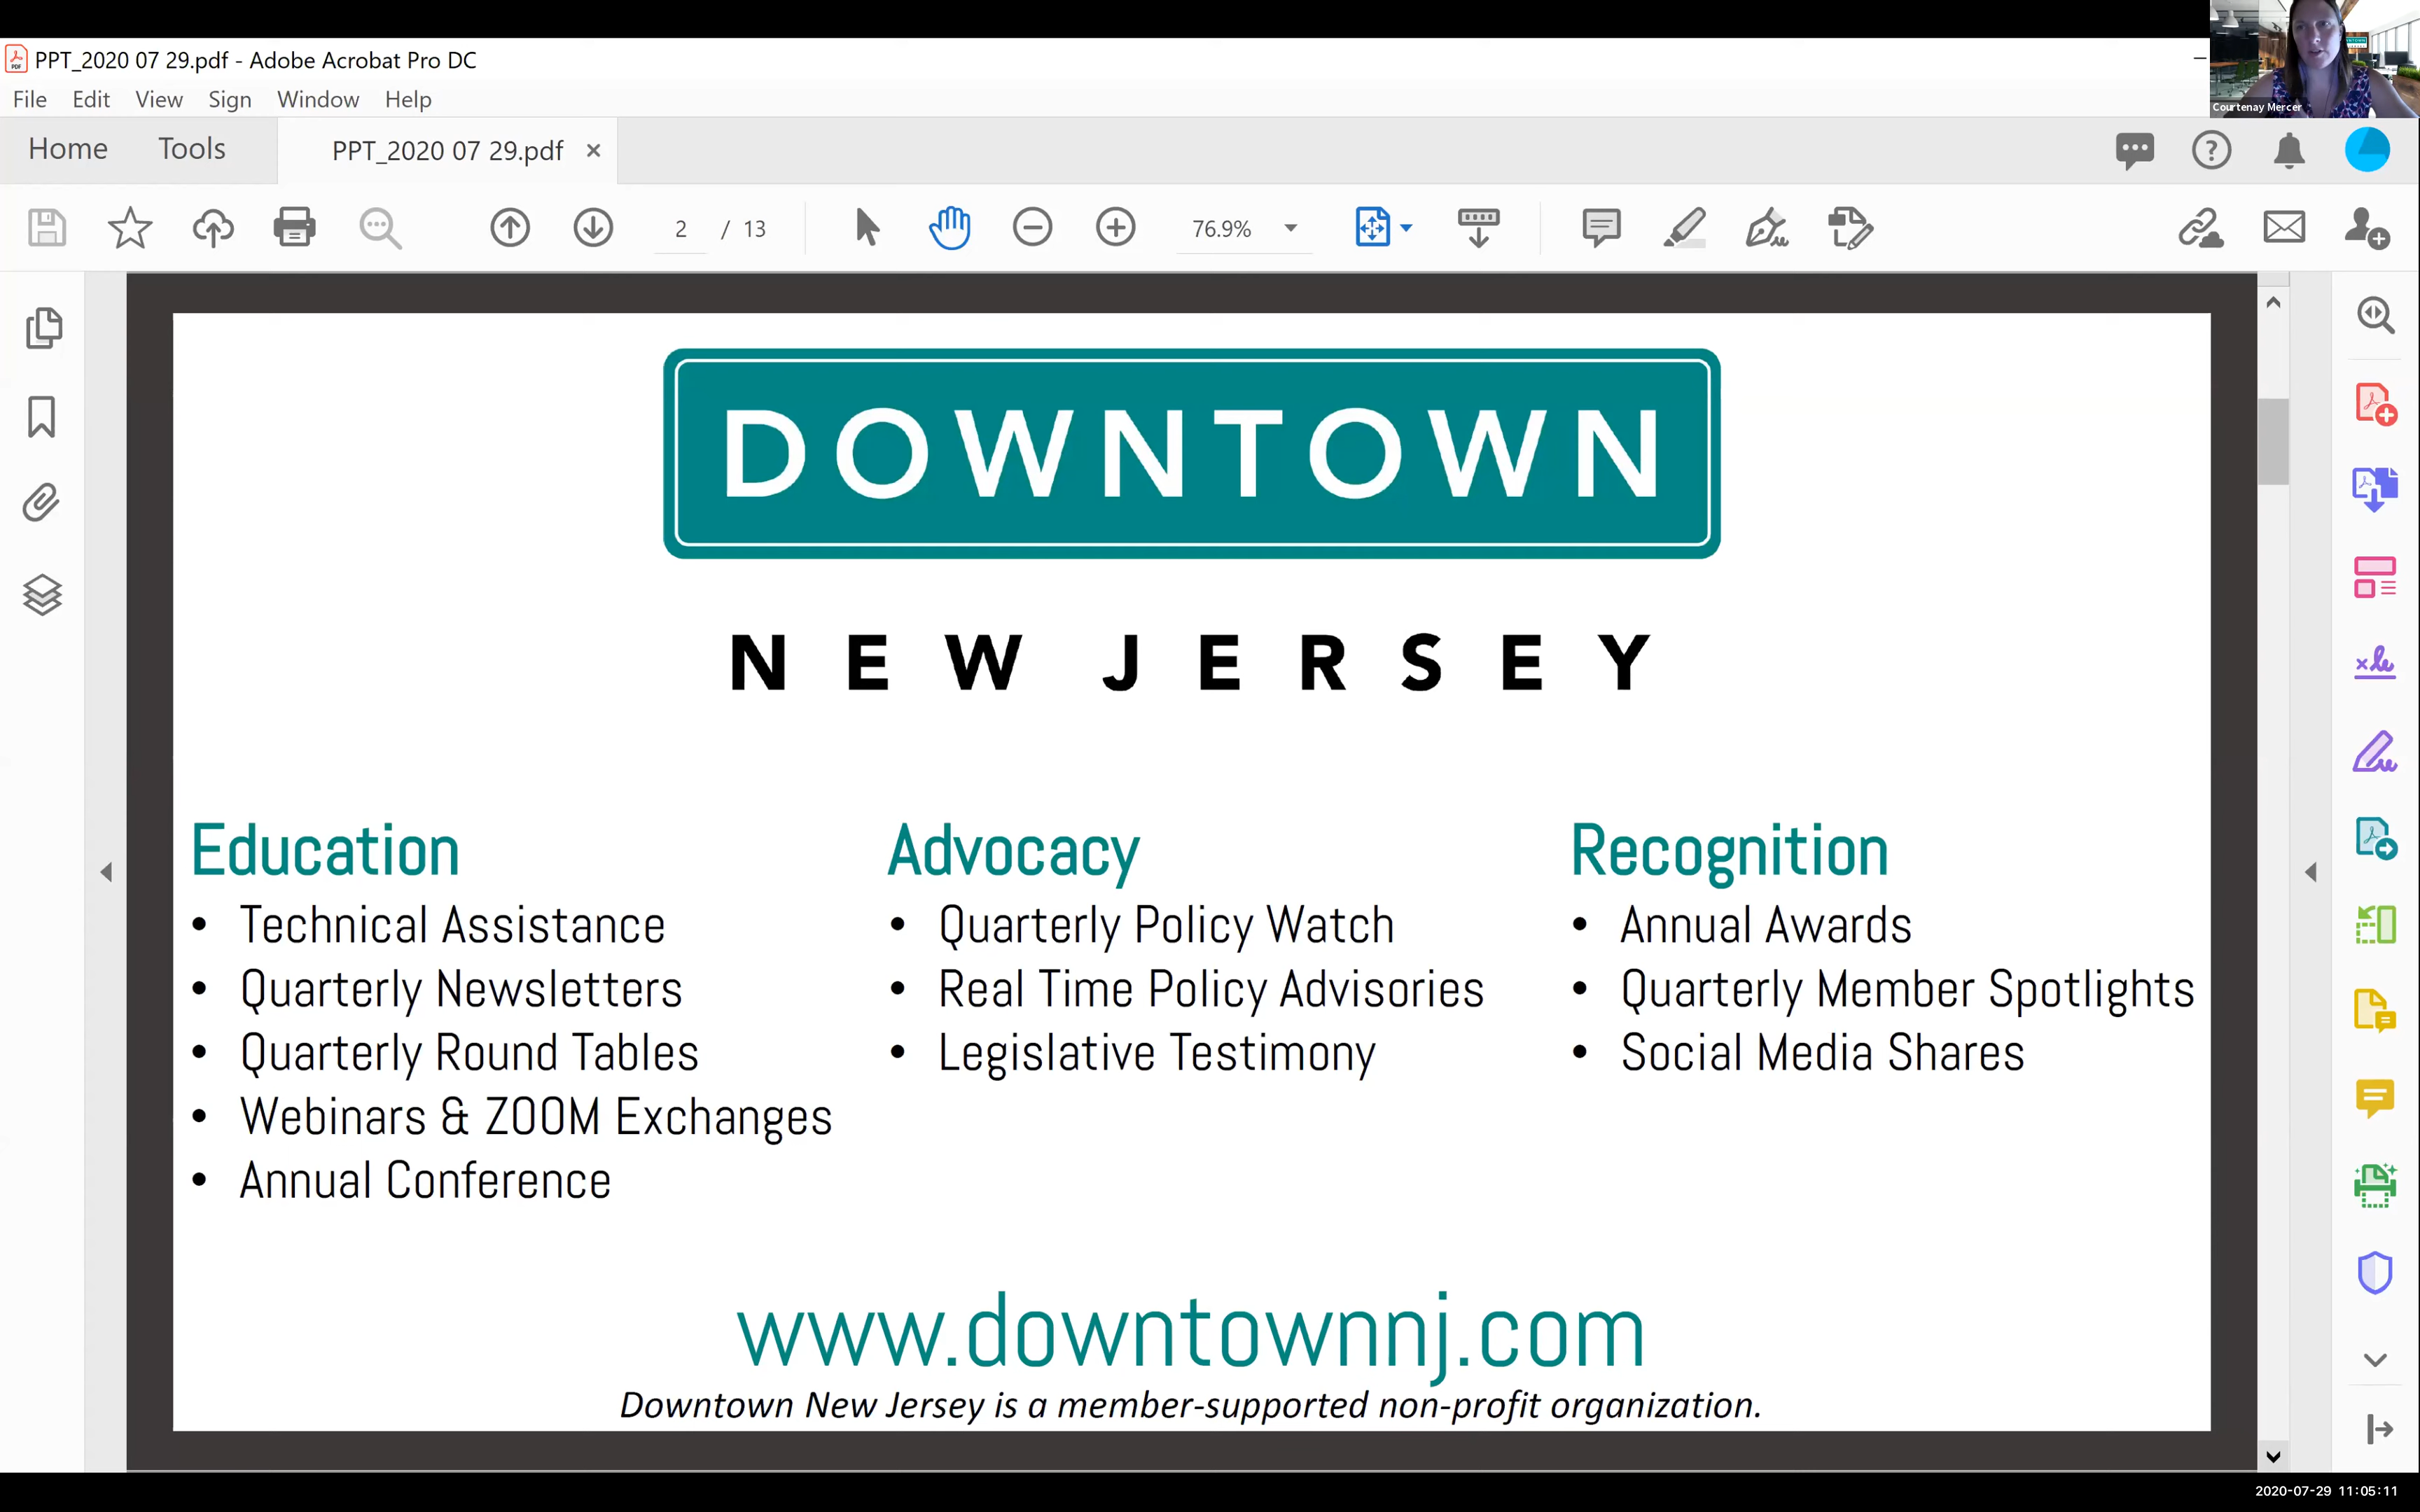 PPT_2020 07 29.pdf - Adobe Acrobat Pro DC
Courtenay Mercer
File Edit View Sign Window Help
Home Tools PPT_2020 07 29.pdf
2 / 13 76.9%
DOWNTOWN
NEW JERSEY
Education
• Technical Assistance
• Quarterly Newsletters
• Quarterly Round Tables
• Webinars & ZOOM Exchanges
• Annual Conference
Advocacy
• Quarterly Policy Watch
• Real Time Policy Advisories
• Legislative Testimony
Recognition
• Annual Awards
• Quarterly Member Spotlights
• Social Media Shares
www.downtownnj.com
Downtown New Jersey is a member-supported non-profit organization.
2020-07-29 11:05:11